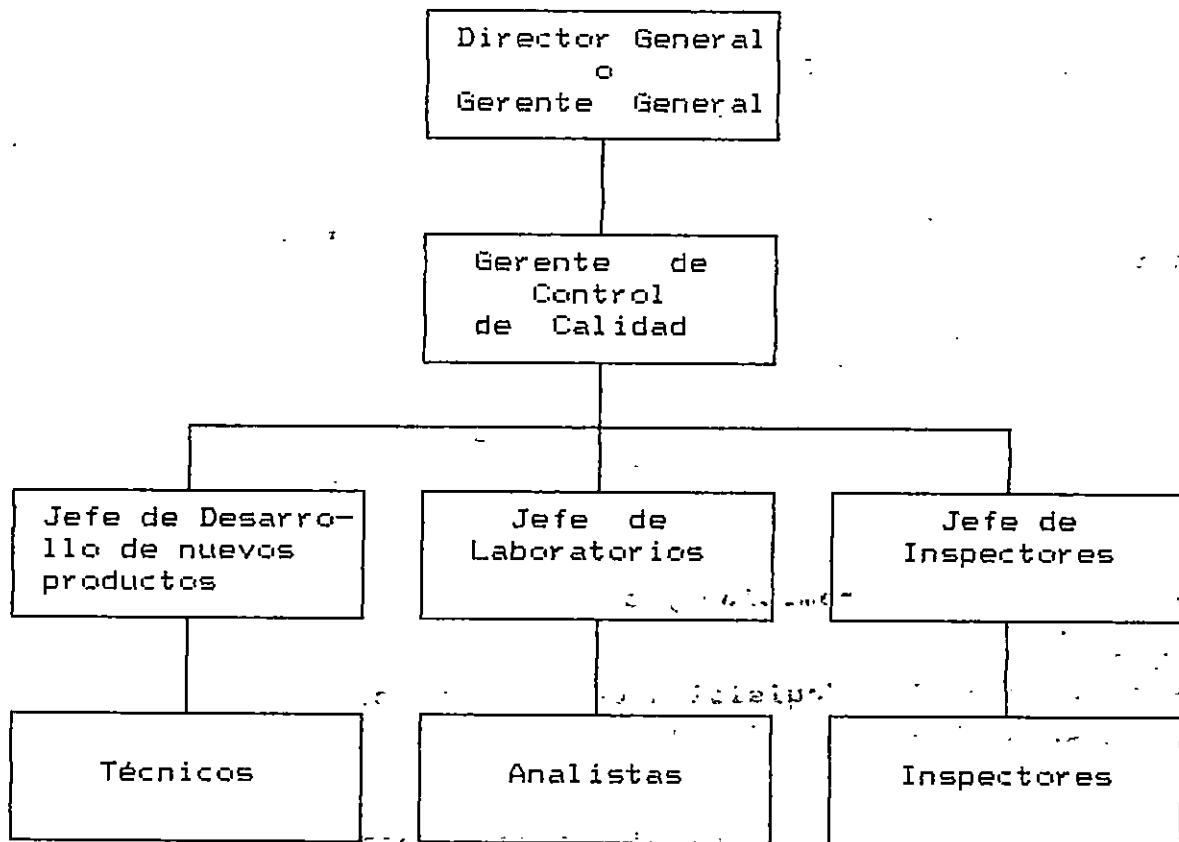 Director General
o
Gerente General
Gerente de
Control
de Calidad
Jefe de Desarro-
llo de nuevos
productos
Jefe de
Laboratorios
Jefe de
Inspectores
Técnicos
Analistas
Inspectores